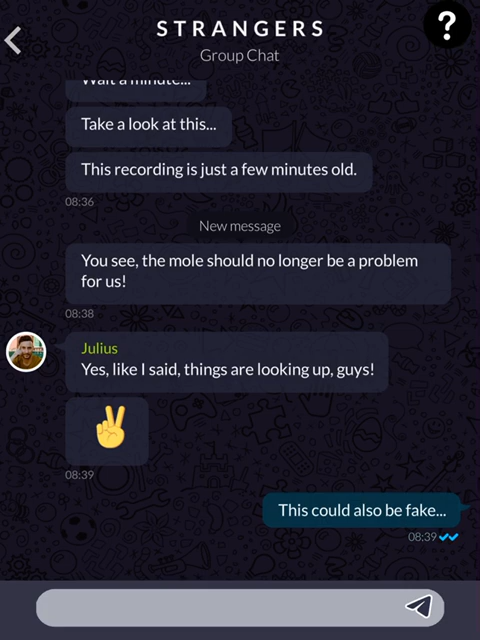 STRANGERS
Group Chat
Wait a minute...
Take a look at this...
This recording is just a few minutes old.
08:36
New message
You see, the mole should no longer be a problem
for us!
08:38
Julius
Yes, like I said, things are looking up, guys!
✌️
08:39
This could also be fake...
08:39
?